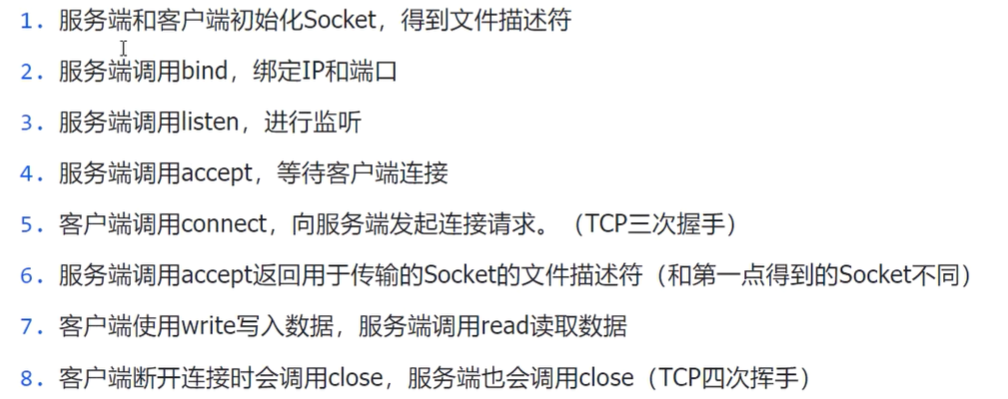 1. 服务端和客户端初始化Socket，得到文件描述符
2. 服务端调用bind，绑定IP和端口
3. 服务端调用listen，进行监听
4. 服务端调用accept，等待客户端连接
5. 客户端调用connect，向服务端发起连接请求。（TCP三次握手）
6. 服务端调用accept返回用于传输的Socket的文件描述符（和第一点得到的Socket不同）
7. 客户端使用write写入数据，服务端调用read读取数据
8. 客户端断开连接时会调用close，服务端也会调用close（TCP四次挥手）